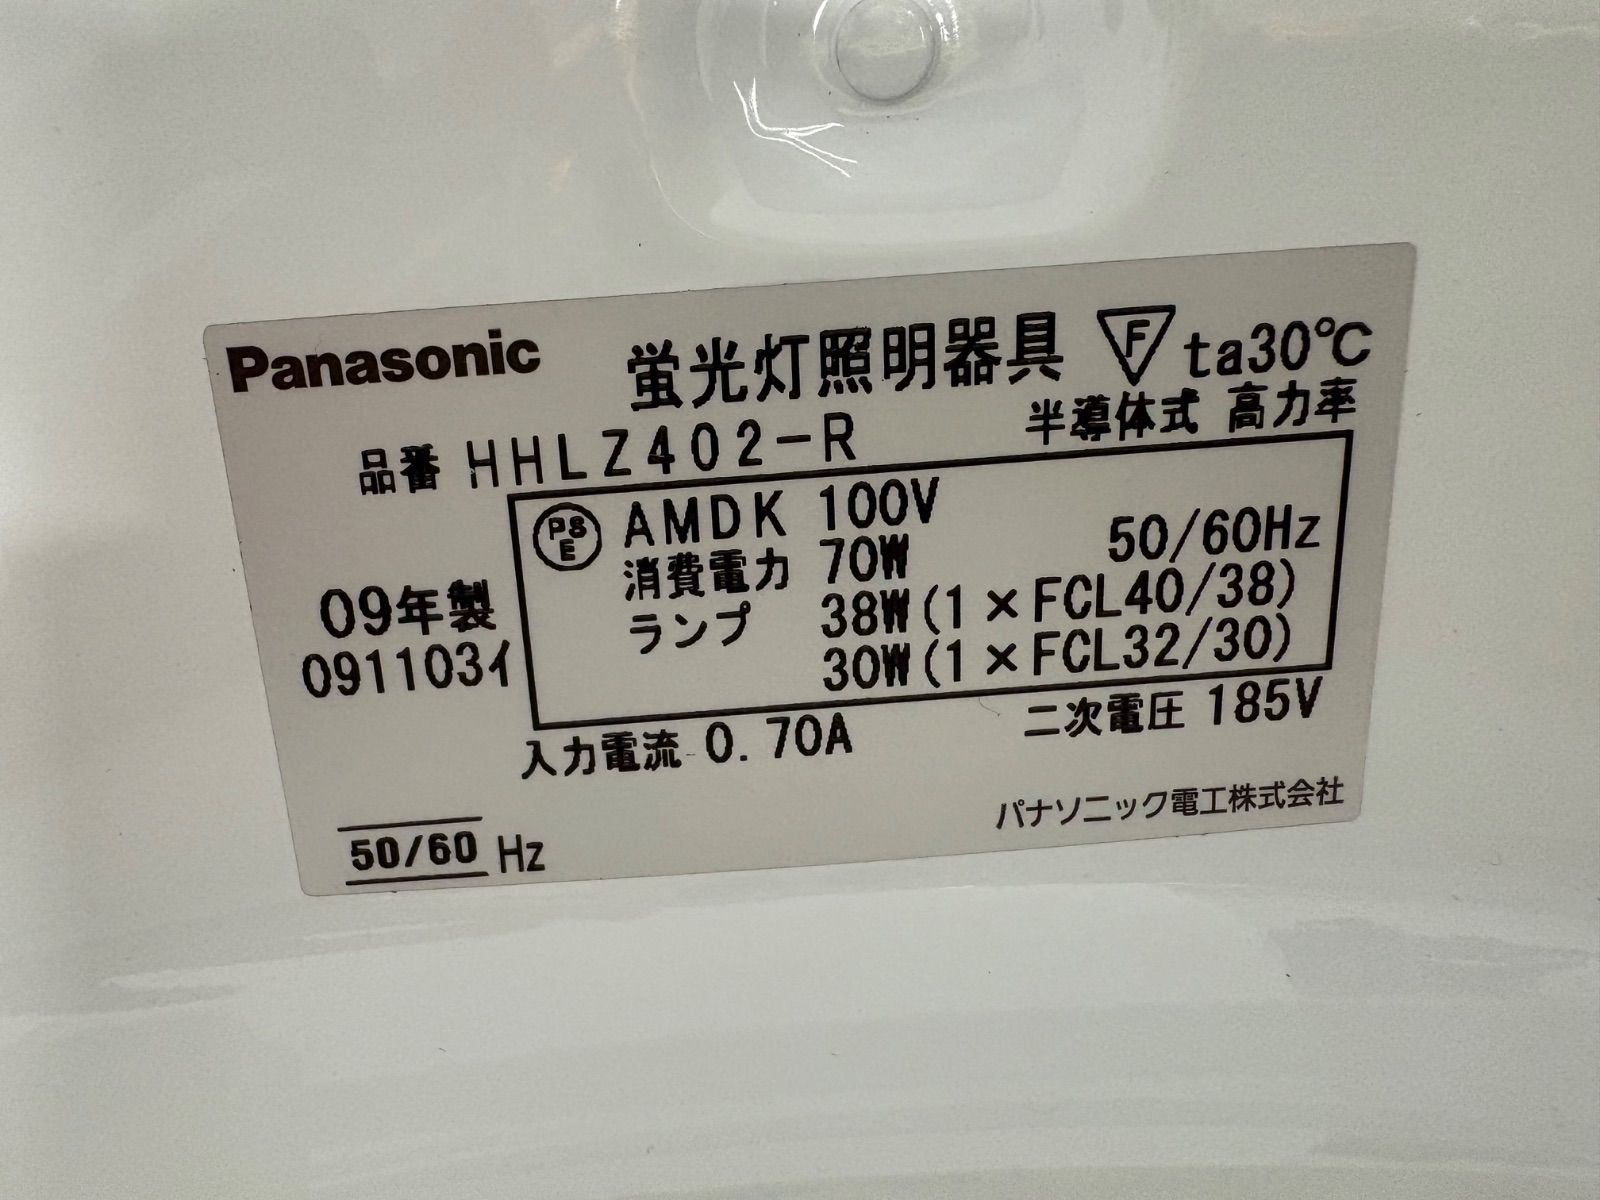 Panasonic 蛍光灯照明器具 F ta30℃
品番 HHLZ402-R 半導体式 高力率
PSE AMDK 100V
消費電力 70W 50/60Hz
ランプ 38W(1×FCL40/38)
30W(1×FCL32/30)
09年製
091103イ
入力電流 0.70A 二次電圧 185V
パナソニック電工株式会社
50/60 Hz